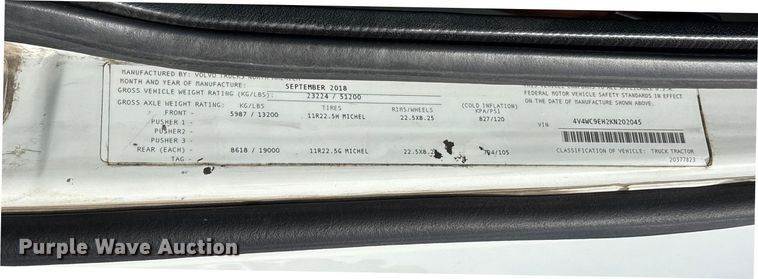 MANUFACTURED BY: VOLVO TRUCKS
MONTH AND YEAR OF MANUFACTURE: SEPTEMBER 2018
GROSS VEHICLE WEIGHT RATING (KG/LBS) 23224 / 51200
GROSS AXLE WEIGHT RATING: KG/LBS TIRES RIMS/WHEELS (COLD INFLATION) KPA/PSI
FRONT - 5987 / 13200 11R22.5H MICHEL 22.5X8.25 827/120
PUSHER 1 -
PUSHER2 -
PUSHER 3 -
REAR (EACH) - 8618 / 19000 11R22.5G MICHEL 22.5X8.25 /105
TAG -
FEDERAL MOTOR VEHICLE SAFETY STANDARDS IN EFFECT
ON THE DATE OF MANUFACTURE SHOWN ABOVE.
VIN 4V4WC9EH2KN202045
CLASSIFICATION OF VEHICLE: TRUCK TRACTOR
20377823
Purple Wave Auction